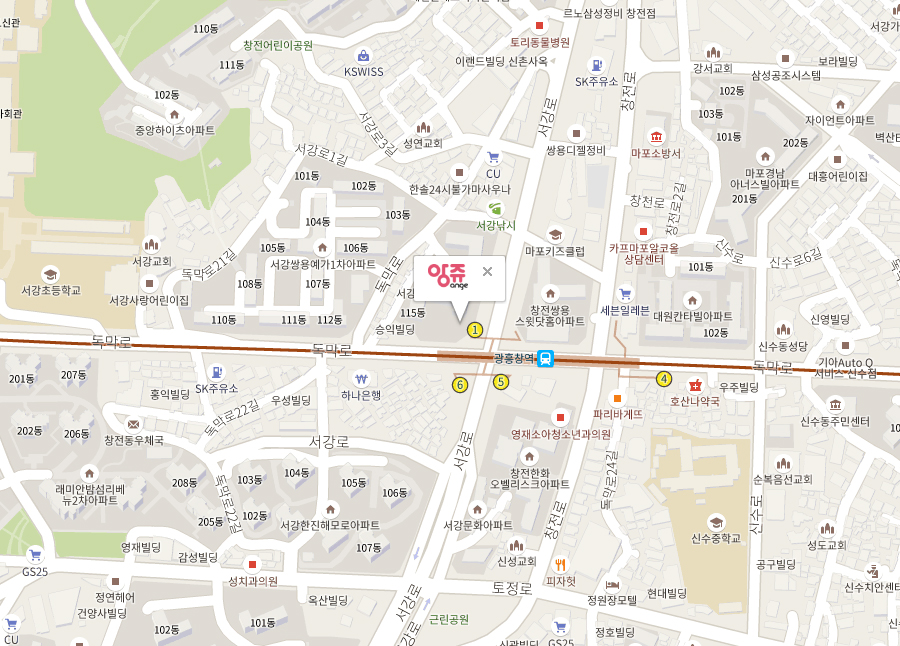 르노삼성정비 창전점
110동
창전어린이공원
토리동물병원
111동
KSWISS
이랜드빌딩 신촌사옥
강서교회
보라빌딩
삼성공조시스템
SK주유소
창전로
102동
102동
중앙하이츠아파트
서강로
서강로3길
성연교회
쌍용디젤정비
마포소방서
103동
101동
자이언트아파트
202동
벽산
서강로1길
CU
마포경남
아너스빌아파트
대흥어린이집
101동
102동
한솔24시불가마사우나
창천로
창전로2길
201동
103동
104동
서강낚시
마포키즈클럽
카프마포알코올
상담센터
신수로
신수로6길
서강교회
105동
106동
독막로21길
서강쌍용예가1차아파트
독막로
앙쥬
ange
101동
서강초등학교
서강사랑어린이집
108동
107동
창전쌍용
스윗닷홈아파트
세븐일레븐
대원칸타빌아파트
102동
115동
110동
111동
112동
승익빌딩
1
신영빌딩
신수동성당
독막로
독막로
광흥창역
독막로
기아Auto Q
서비스 신수점
201동
207동
SK주유소
홍익빌딩
하나은행
6
5
4
호산나약국
우주빌딩
독막로22길
우성빌딩
파리바게뜨
신수동주민센터
202동
206동
창전동우체국
서강로
서강로
영재소아청소년과의원
창전한화
오벨리스크아파트
독막로24길
순복음선교회
래미안밤섬리베
뉴2차아파트
208동
103동
104동
105동
106동
205동
102동
독막로22길
서강한진해모로아파트
서강문화아파트
창전로
신수중학교
신수로
성도교회
영재빌딩
107동
신성교회
GS25
감성빌딩
성치과의원
피자헛
공구빌딩
정연헤어
건양사빌딩
옥산빌딩
서강로
토정로
정원장모텔
현대빌딩
신수치안센터
102동
101동
근린공원
정호빌딩
CU
서강로
GS25